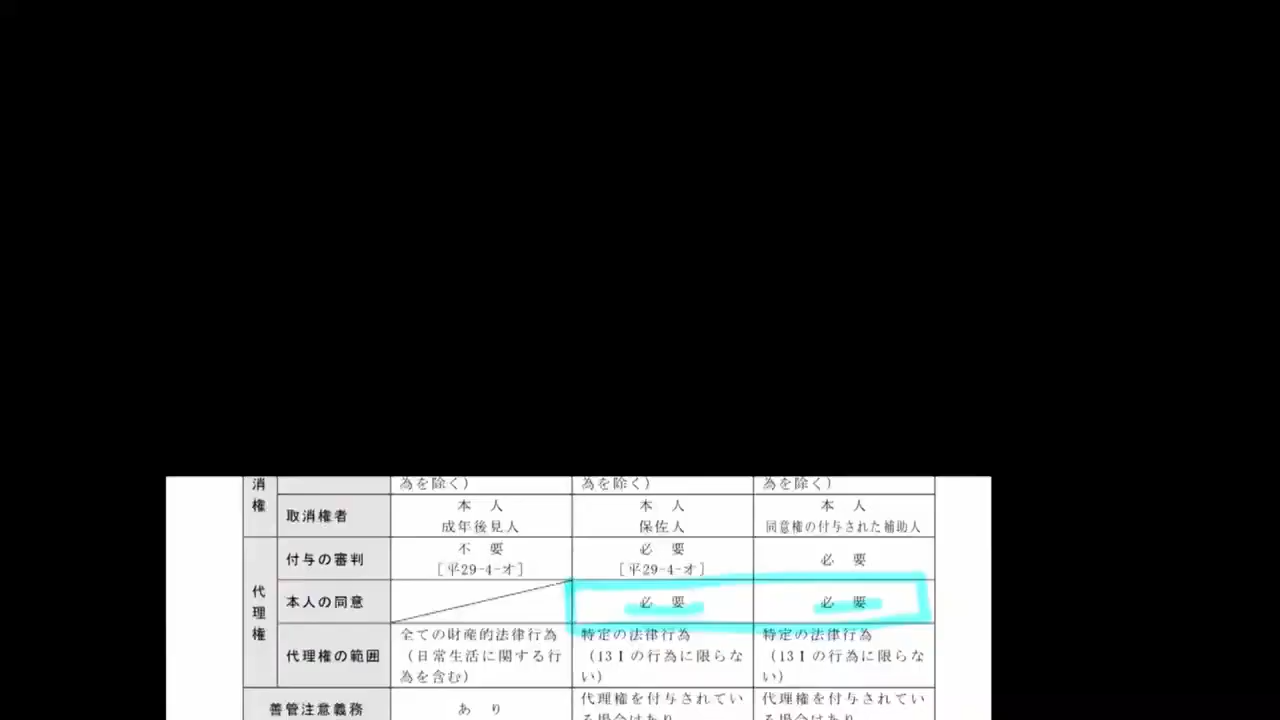 消
権
為を除く）
為を除く）
為を除く）
取消権者
本　人
成年後見人
本　人
保佐人
本　人
同意権の付与された補助人
代
理
権
付与の審判
不　要
［平29-4-オ］
必　要
［平29-4-オ］
必　要
本人の同意
必　要
必　要
代理権の範囲
全ての財産的法律行為
（日常生活に関する行
為を含む）
特定の法律行為
（13Ⅰの行為に限らな
い）
特定の法律行為
（13Ⅰの行為に限らな
い）
善管注意義務
あ　り
代理権を付与されてい
る場合はあり
代理権を付与されてい
る場合はあり